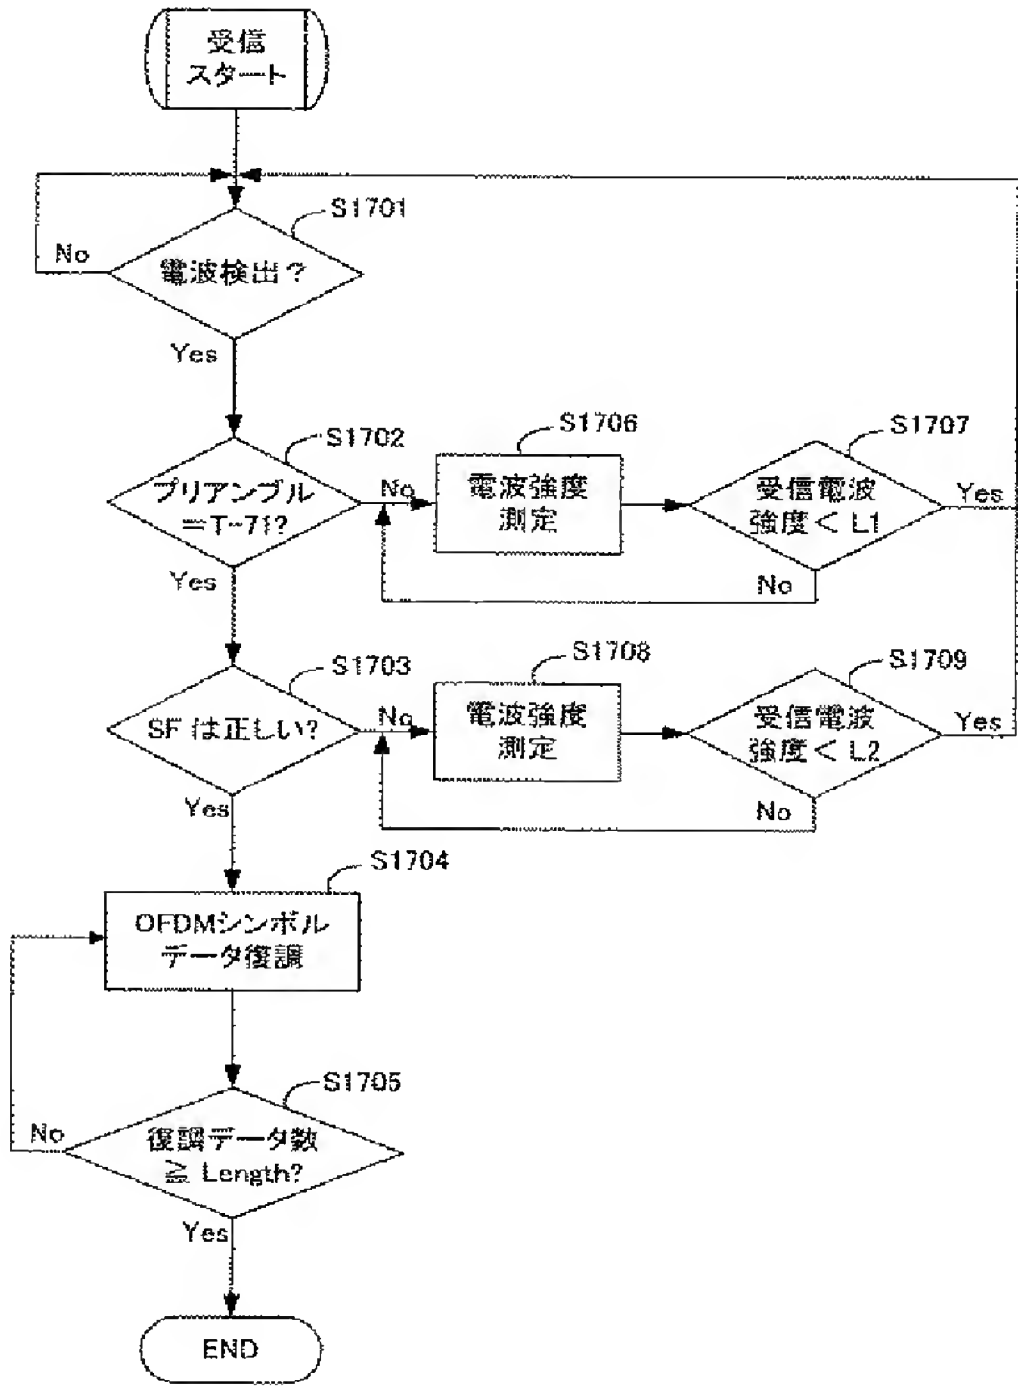 受信
スタート
S1701
No
電波検出？
Yes
S1702
プリアンブル
＝T-71?
No
S1706
電波強度
測定
S1707
受信電波
強度＜ L1
Yes
No
Yes
S1703
SF は正しい?
No
S1708
電波強度
測定
S1709
受信電波
強度＜ L2
Yes
No
Yes
S1704
OFDMシンボル
データ復調
S1705
No
復調データ数
≧ Length?
Yes
END